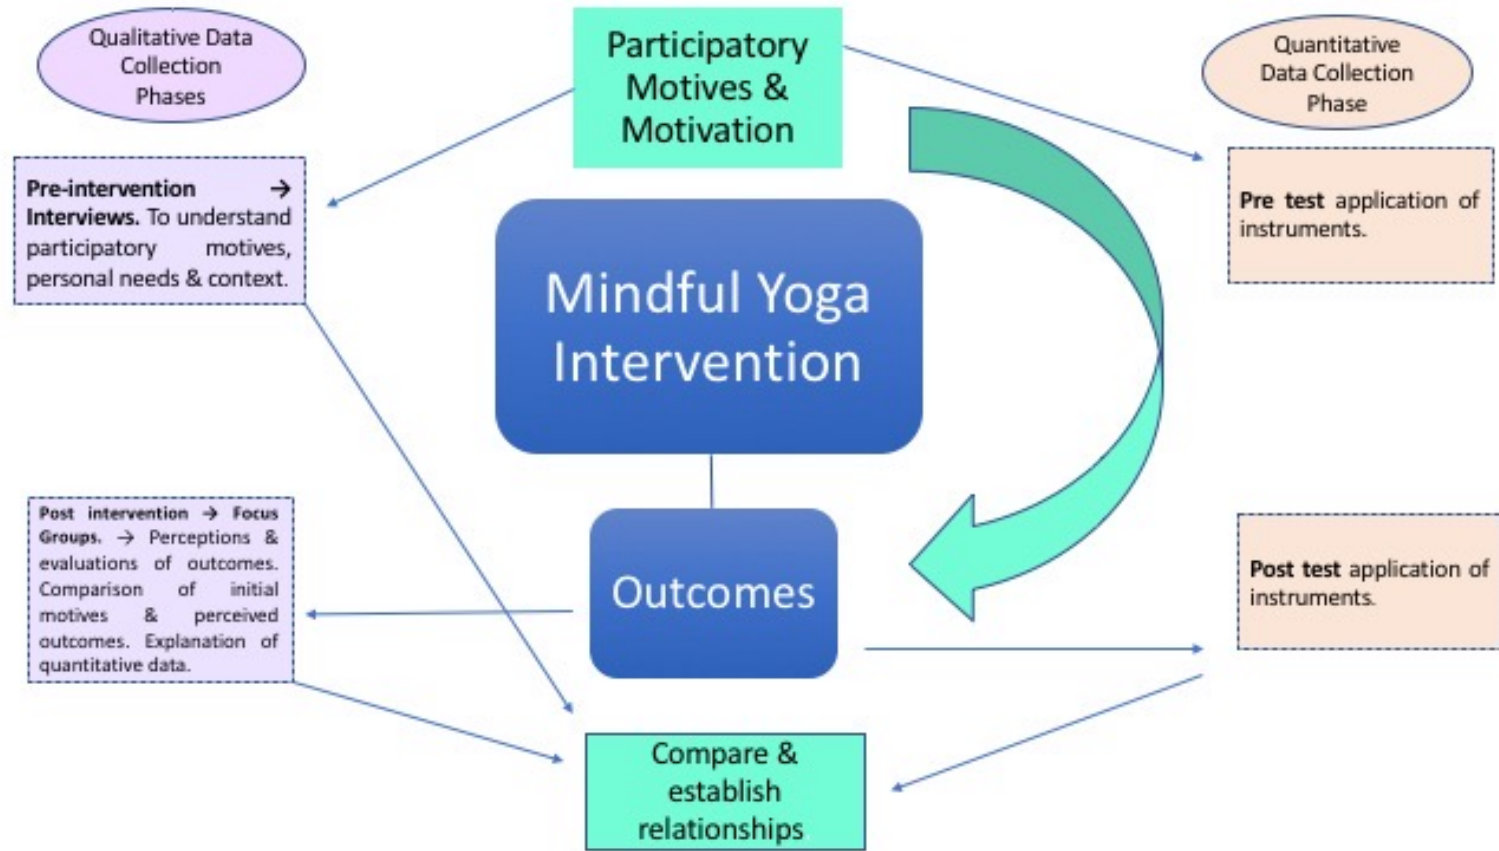 Qualitative Data
Collection
Phases
Participatory
Motives &
Motivation
Quantitative
Data Collection
Phase
Pre-intervention →
Interviews. To understand
participatory motives,
personal needs & context.
Pre test application of
instruments.
Mindful Yoga
Intervention
Post intervention → Focus
Groups. → Perceptions &
evaluations of outcomes.
Comparison of initial
motives & perceived
outcomes. Explanation of
quantitative data.
Outcomes
Post test application of
instruments.
Compare &
establish
relationships